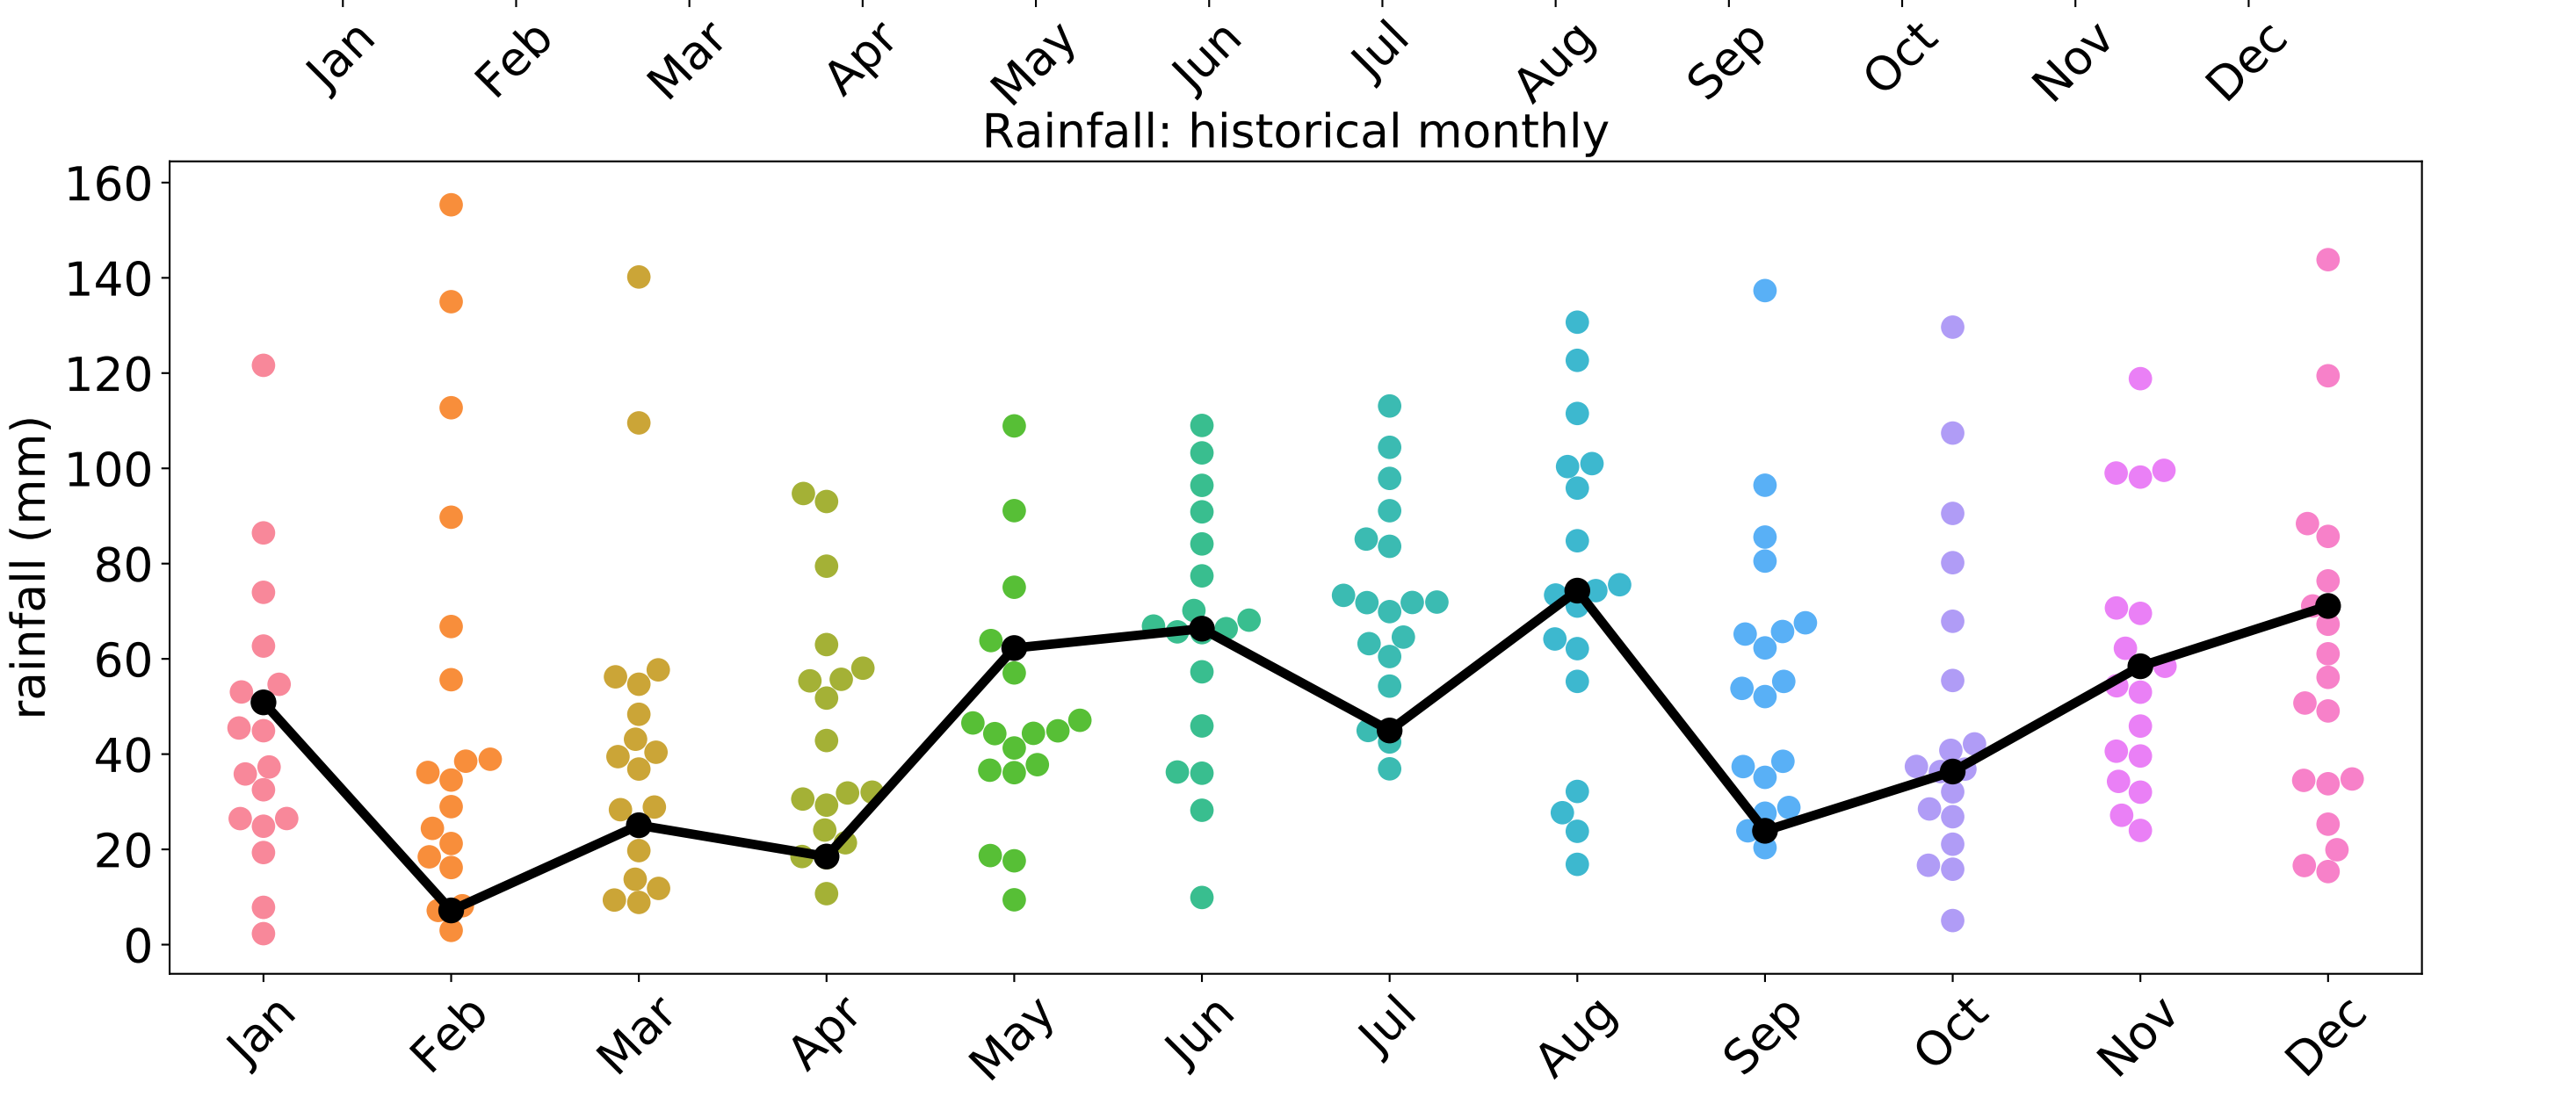 Jan Feb Mar Apr May Jun Jul Aug Sep Oct Nov Dec
Rainfall: historical monthly
160
140
120
100
80
60
40
20
0
rainfall (mm)
Jan Feb Mar Apr May Jun Jul Aug Sep Oct Nov Dec